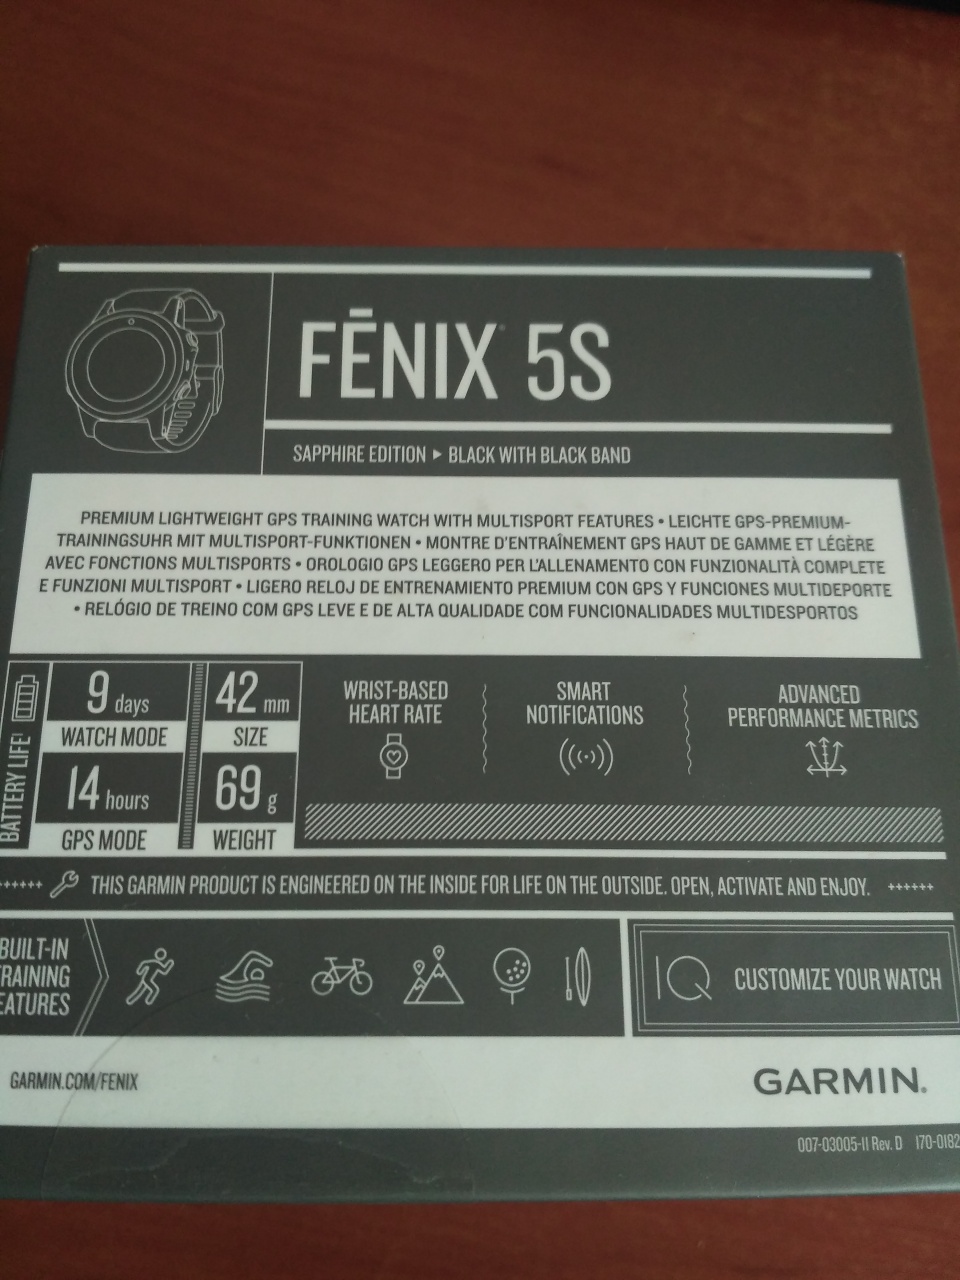 FĒNIX 5S
SAPPHIRE EDITION ▸ BLACK WITH BLACK BAND
PREMIUM LIGHTWEIGHT GPS TRAINING WATCH WITH MULTISPORT FEATURES • LEICHTE GPS-PREMIUM-
TRAININGSUHR MIT MULTISPORT-FUNKTIONEN • MONTRE D'ENTRAÎNEMENT GPS HAUT DE GAMME ET LÉGÈRE
AVEC FONCTIONS MULTISPORTS • OROLOGIO GPS LEGGERO PER L'ALLENAMENTO CON FUNZIONALITÀ COMPLETE
E FUNZIONI MULTISPORT • LIGERO RELOJ DE ENTRENAMIENTO PREMIUM CON GPS Y FUNCIONES MULTIDEPORTE
• RELÓGIO DE TREINO COM GPS LEVE E DE ALTA QUALIDADE COM FUNCIONALIDADES MULTIDESPORTOS
BATTERY LIFE
9 days
WATCH MODE
14 hours
GPS MODE
42 mm
SIZE
69 g
WEIGHT
WRIST-BASED
HEART RATE
SMART
NOTIFICATIONS
ADVANCED
PERFORMANCE METRICS
++++++ THIS GARMIN PRODUCT IS ENGINEERED ON THE INSIDE FOR LIFE ON THE OUTSIDE. OPEN, ACTIVATE AND ENJOY. ++++++
BUILT-IN
TRAINING
FEATURES
IQ CUSTOMIZE YOUR WATCH
GARMIN.COM/FENIX
GARMIN.
007-03005-11 Rev. D 170-0182